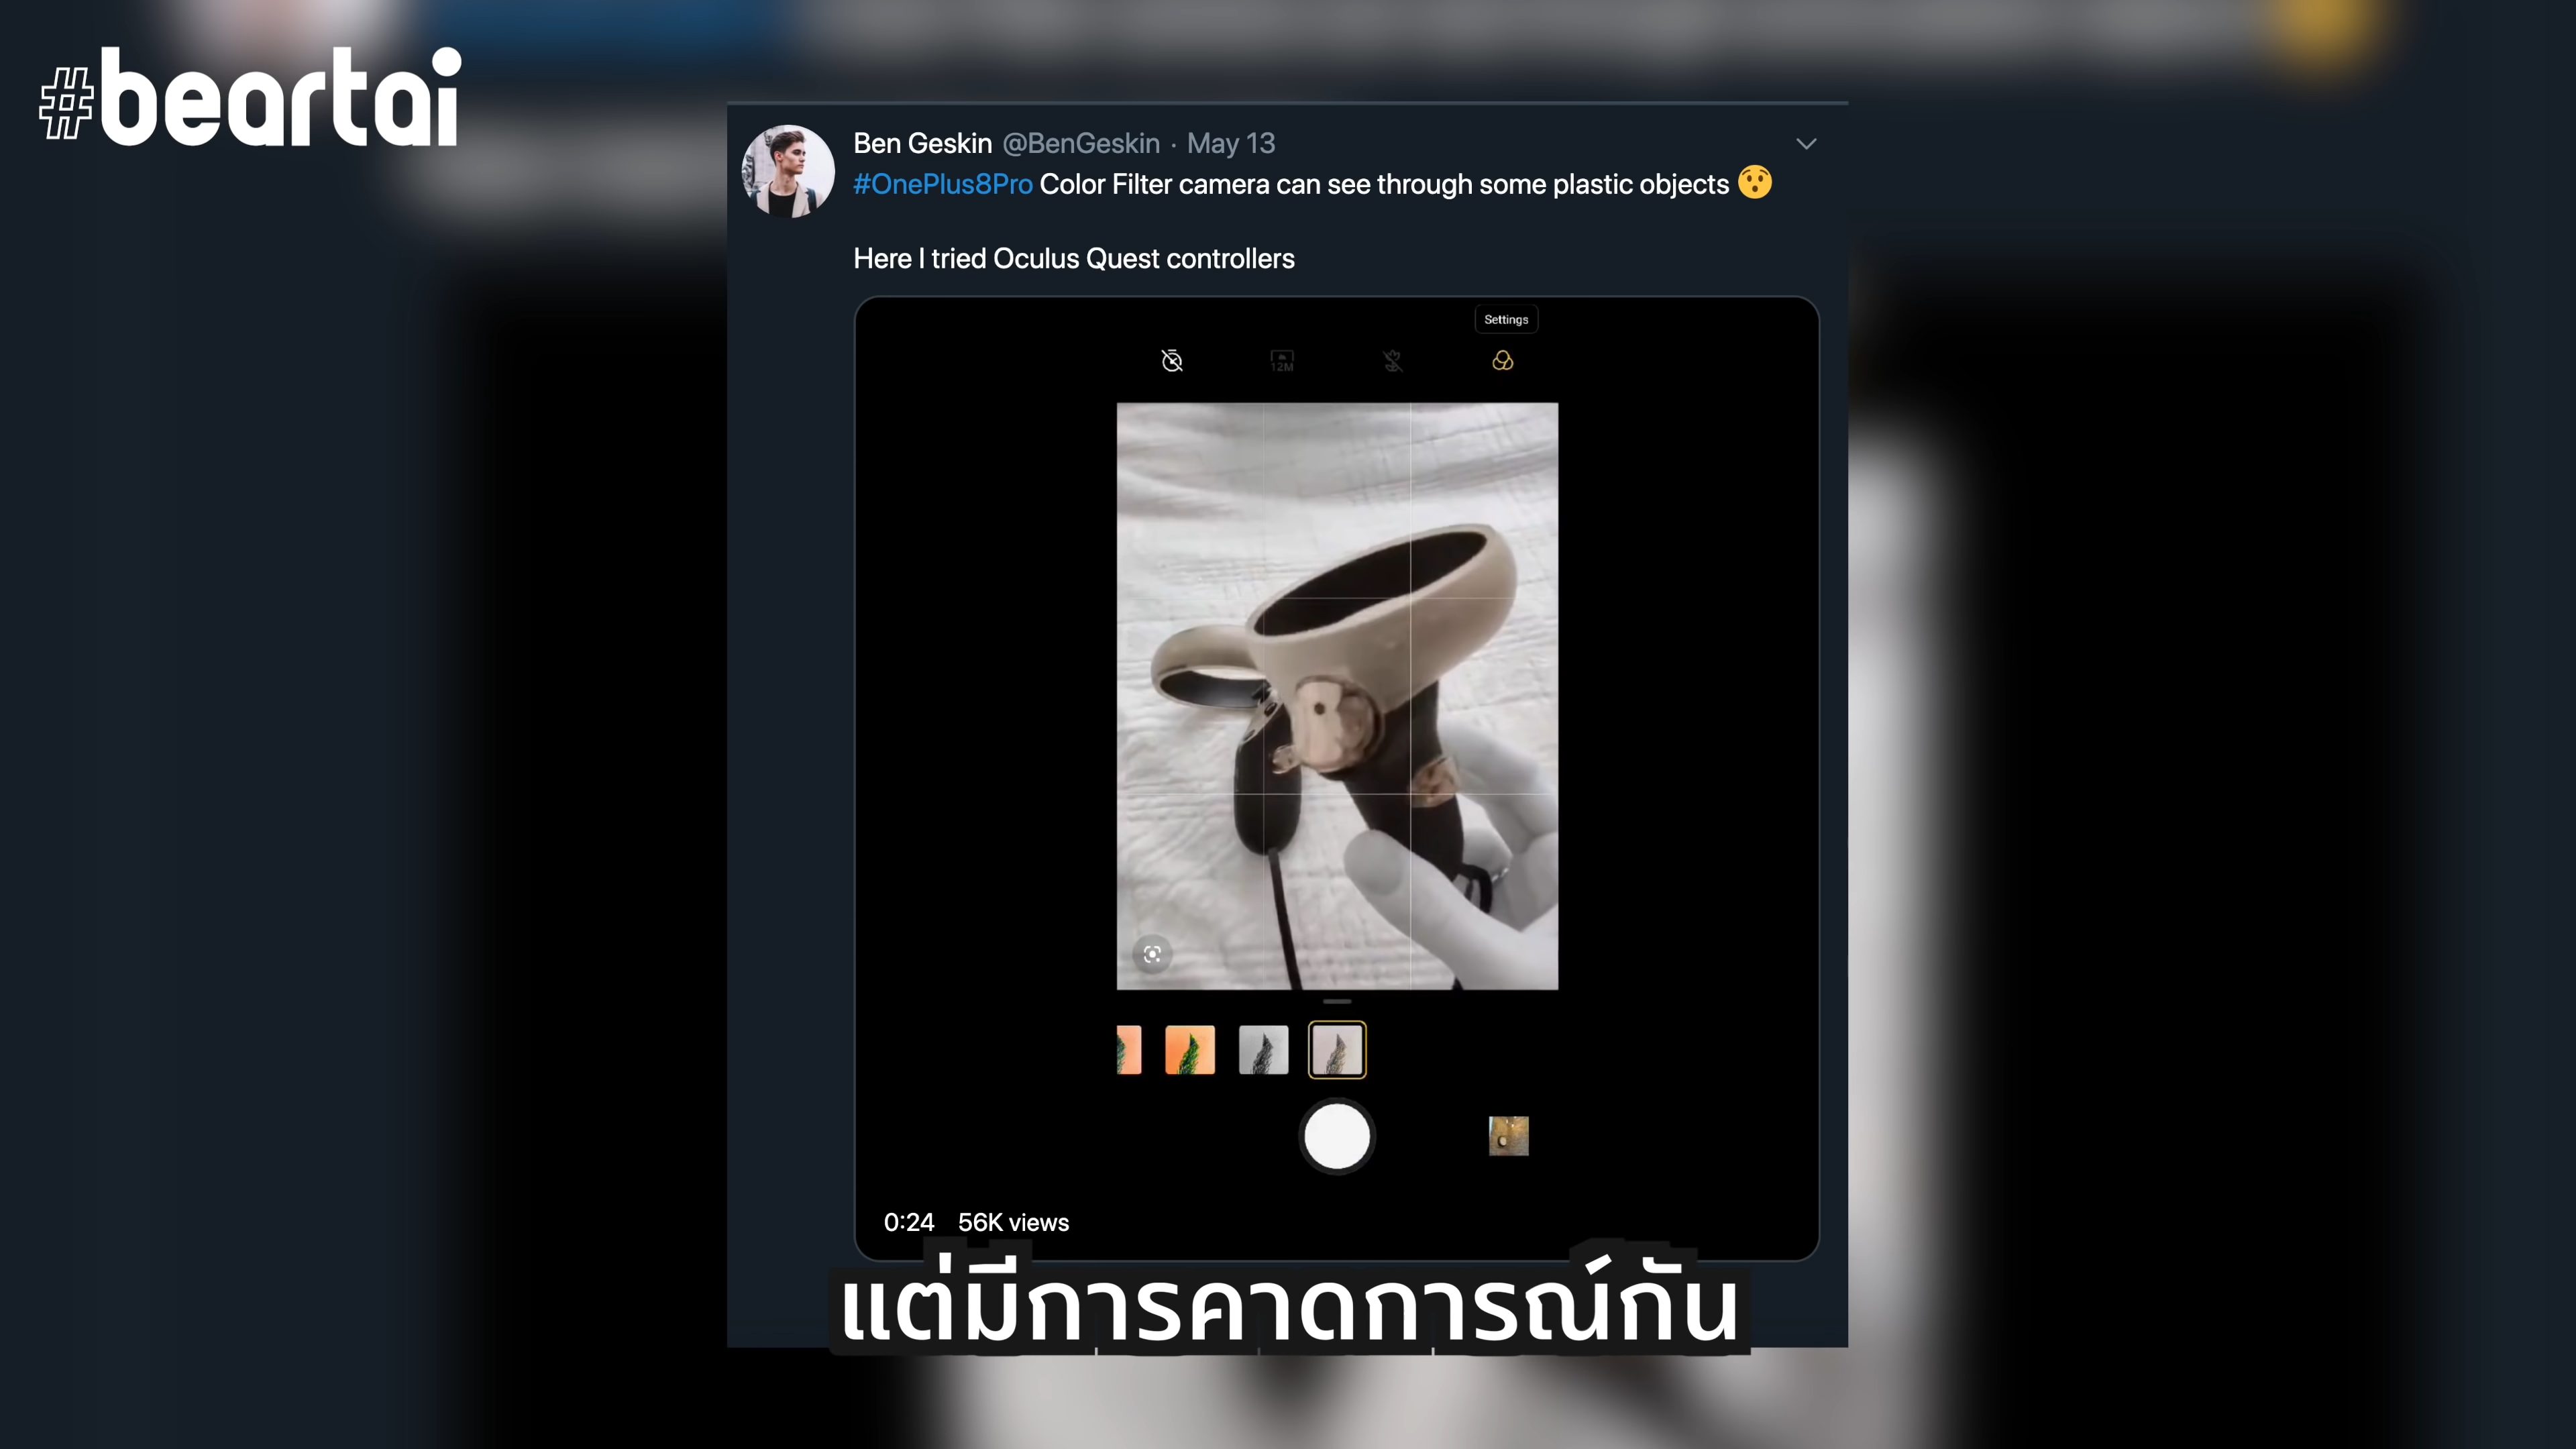 #beartai
Ben Geskin @BenGeskin · May 13
#OnePlus8Pro Color Filter camera can see through some plastic objects 😯
Here I tried Oculus Quest controllers
Settings
12M
0:24 56K views
แต่มีการคาดการณ์กัน